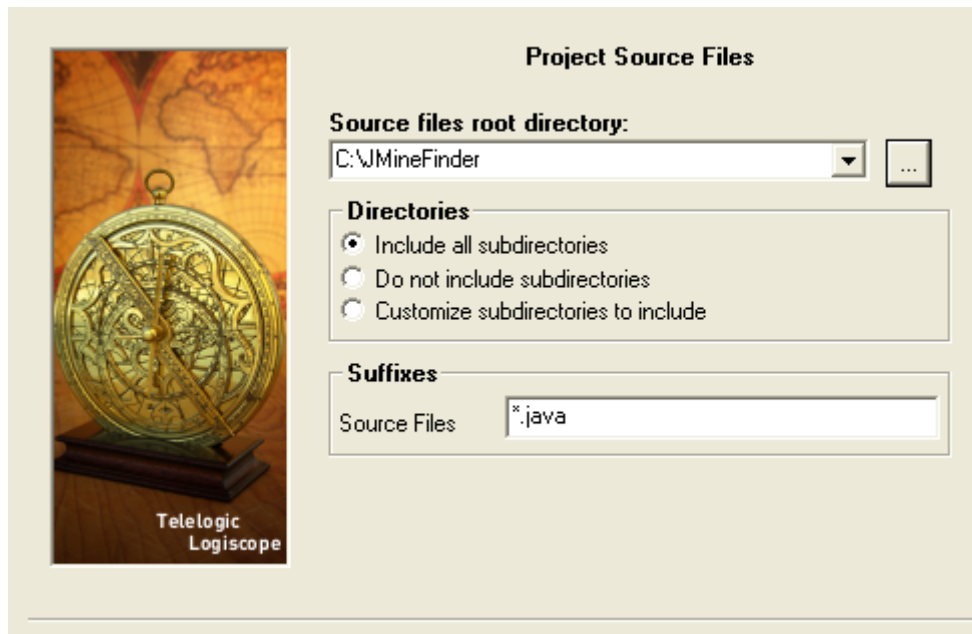 Project Source Files
Source files root directory:
C:\JMineFinder
...
Directories
Include all subdirectories
Do not include subdirectories
Customize subdirectories to include
Suffixes
Source Files
*.java
Telelogic
Logiscope